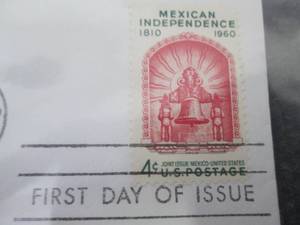 MEXICAN
INDEPENDENCE
1810 1960
4¢ JOINT ISSUE MEXICO-UNITED STATES
U.S. POSTAGE
FIRST DAY OF ISSUE